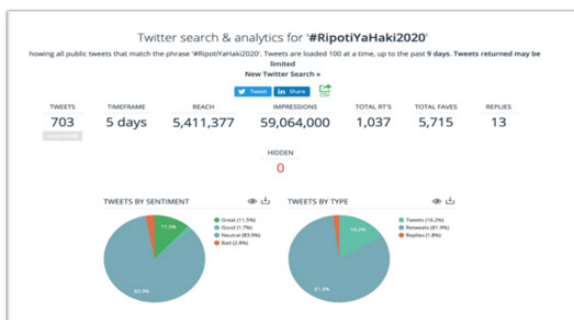 Twitter search & analytics for '#RipotiYaHaki2020'
howing all public tweets that match the phrase '#RipotiYaHaki2020'. Tweets are loaded 100 at a time, up to the past 9 days. Tweets returned may be
limited
New Twitter Search »
Tweet in Share CSV
TWEETS TIMEFRAME REACH IMPRESSIONS TOTAL RT'S TOTAL FAVES REPLIES
703 5 days 5,411,377 59,064,000 1,037 5,715 13
HIDDEN
0
TWEETS BY SENTIMENT TWEETS BY TYPE
Great (11.5%) Tweets (16.2%)
Good (1.7%) Retweets (81.9%)
Neutral (83.9%) Replies (1.8%)
Bad (2.8%)
11.5% 16.2%
83.9% 81.9%